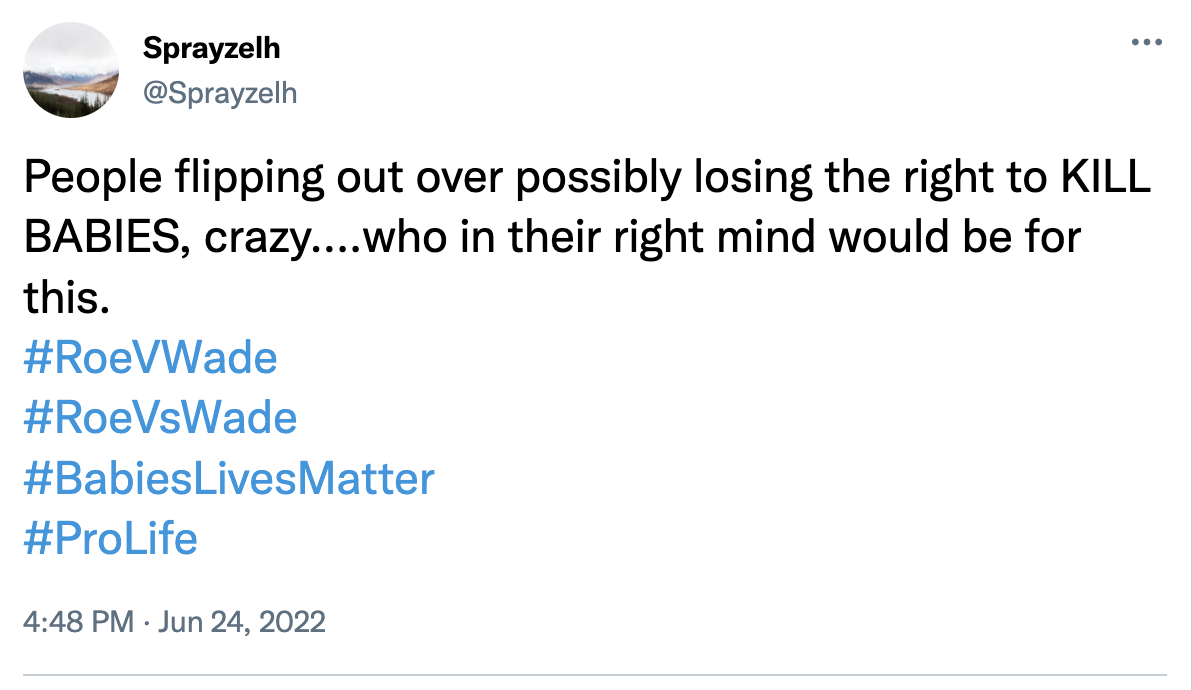 Sprayzelh
@Sprayzelh
People flipping out over possibly losing the right to KILL
BABIES, crazy....who in their right mind would be for
this.
#RoeVWade
#RoeVsWade
#BabiesLivesMatter
#ProLife
4:48 PM · Jun 24, 2022